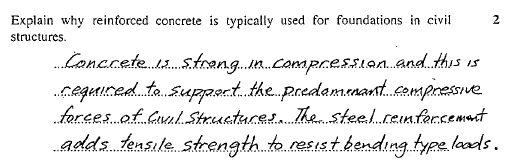 Explain why reinforced concrete is typically used for foundations in civil 2
structures.
Concrete is strong in compression and this is
required to support the predomenant compressive
forces of Civil Structures. The steel reinforcement
adds tensile strength to resist bending type loads.